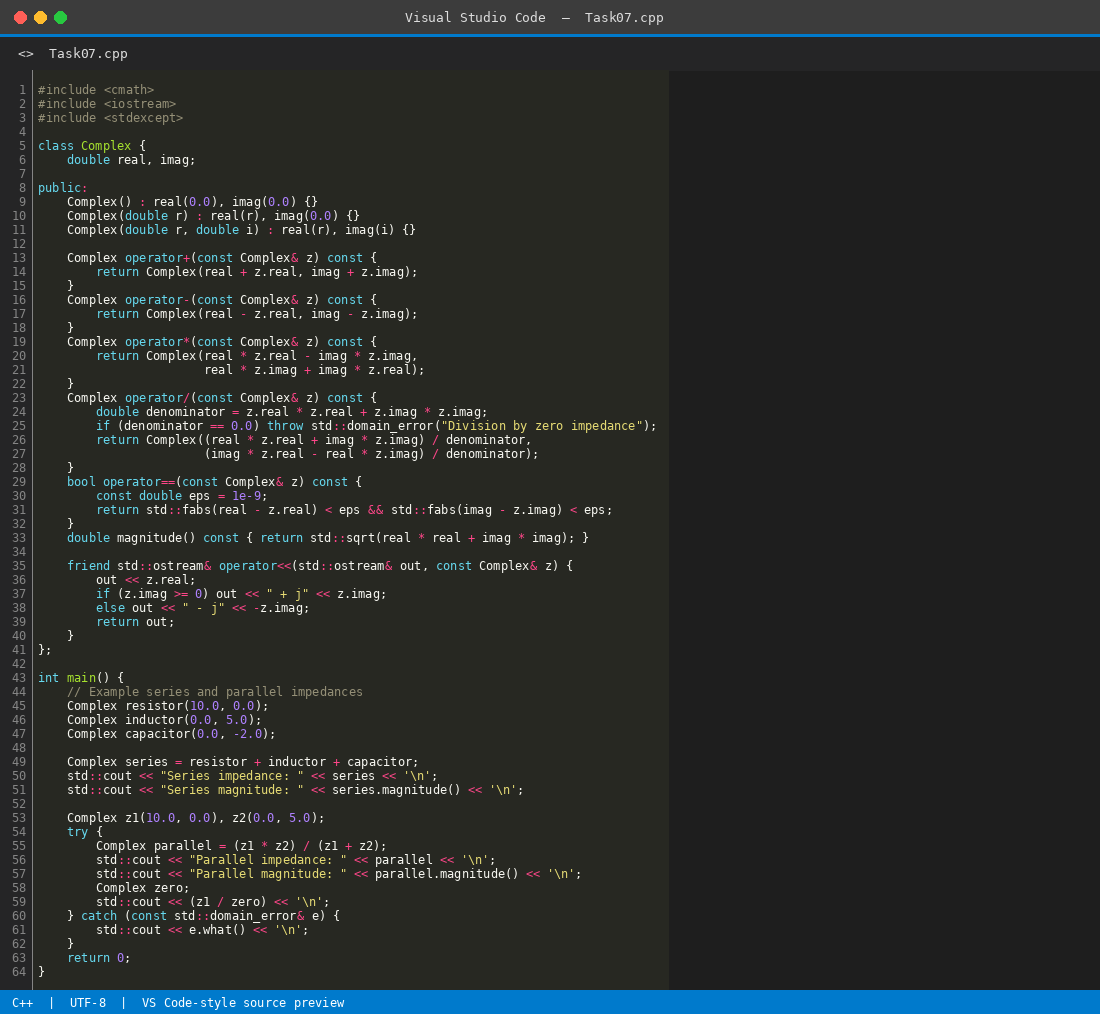 Visual Studio Code — Task07.cpp
<> Task07.cpp
1 #include <cmath>
2 #include <iostream>
3 #include <stdexcept>
4
5 class Complex {
6     double real, imag;
7
8 public:
9     Complex() : real(0.0), imag(0.0) {}
10     Complex(double r) : real(r), imag(0.0) {}
11     Complex(double r, double i) : real(r), imag(i) {}
12
13     Complex operator+(const Complex& z) const {
14         return Complex(real + z.real, imag + z.imag);
15     }
16     Complex operator-(const Complex& z) const {
17         return Complex(real - z.real, imag - z.imag);
18     }
19     Complex operator*(const Complex& z) const {
20         return Complex(real * z.real - imag * z.imag,
21                        real * z.imag + imag * z.real);
22     }
23     Complex operator/(const Complex& z) const {
24         double denominator = z.real * z.real + z.imag * z.imag;
25         if (denominator == 0.0) throw std::domain_error("Division by zero impedance");
26         return Complex((real * z.real + imag * z.imag) / denominator,
27                        (imag * z.real - real * z.imag) / denominator);
28     }
29     bool operator==(const Complex& z) const {
30         const double eps = 1e-9;
31         return std::fabs(real - z.real) < eps && std::fabs(imag - z.imag) < eps;
32     }
33     double magnitude() const { return std::sqrt(real * real + imag * imag); }
34
35     friend std::ostream& operator<<(std::ostream& out, const Complex& z) {
36         out << z.real;
37         if (z.imag >= 0) out << " + j" << z.imag;
38         else out << " - j" << -z.imag;
39         return out;
40     }
41 };
42
43 int main() {
44     // Example series and parallel impedances
45     Complex resistor(10.0, 0.0);
46     Complex inductor(0.0, 5.0);
47     Complex capacitor(0.0, -2.0);
48
49     Complex series = resistor + inductor + capacitor;
50     std::cout << "Series impedance: " << series << '\n';
51     std::cout << "Series magnitude: " << series.magnitude() << '\n';
52
53     Complex z1(10.0, 0.0), z2(0.0, 5.0);
54     try {
55         Complex parallel = (z1 * z2) / (z1 + z2);
56         std::cout << "Parallel impedance: " << parallel << '\n';
57         std::cout << "Parallel magnitude: " << parallel.magnitude() << '\n';
58         Complex zero;
59         std::cout << (z1 / zero) << '\n';
60     } catch (const std::domain_error& e) {
61         std::cout << e.what() << '\n';
62     }
63     return 0;
64 }
C++ | UTF-8 | VS Code-style source preview